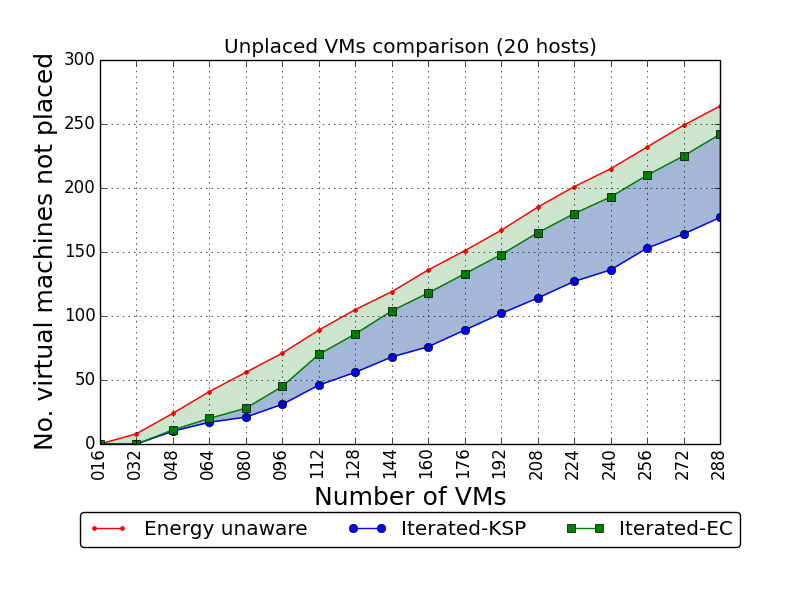 Unplaced VMs comparison (20 hosts)
No. virtual machines not placed
300
250
200
150
100
50
0
016 032 048 064 080 096 112 128 144 160 176 192 208 224 240 256 272 288
Number of VMs
Energy unaware Iterated-KSP Iterated-EC